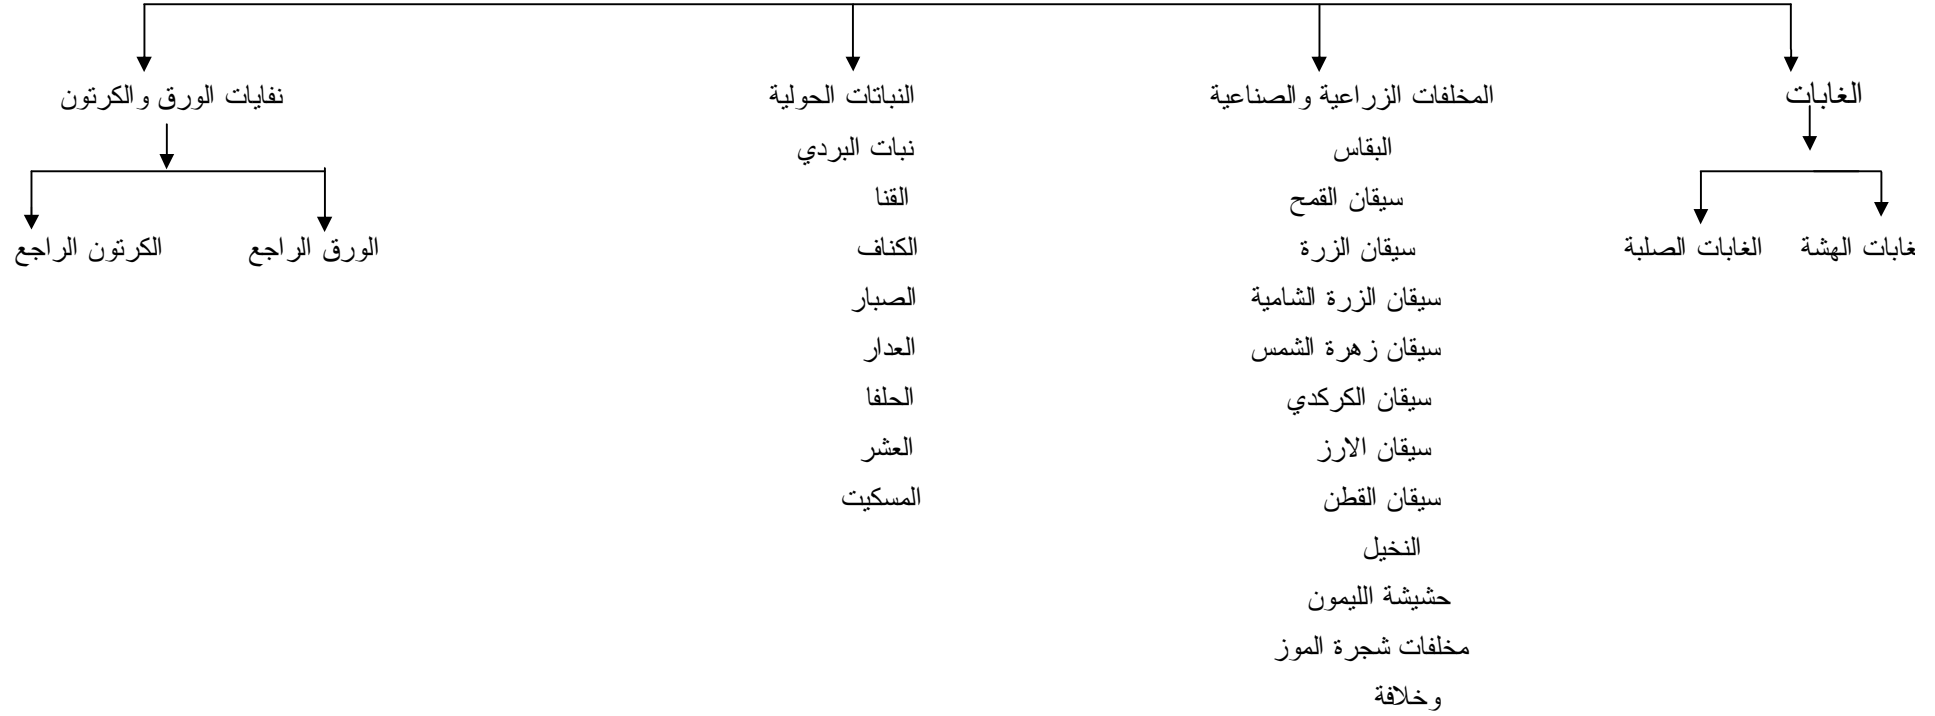 الغابات
غابات الهشة
الغابات الصلبة
المخلفات الزراعية والصناعية
البقاس
سيقان القمح
سيقان الزرة
سيقان الزرة الشامية
سيقان زهرة الشمس
سيقان الكركدي
سيقان الارز
سيقان القطن
النخيل
حشيشة الليمون
مخلفات شجرة الموز
وخلافة
النباتات الحولية
نبات البردي
القنا
الكناف
الصبار
العدار
الحلفا
العشر
المسكيت
نفايات الورق والكرتون
الورق الراجع
الكرتون الراجع